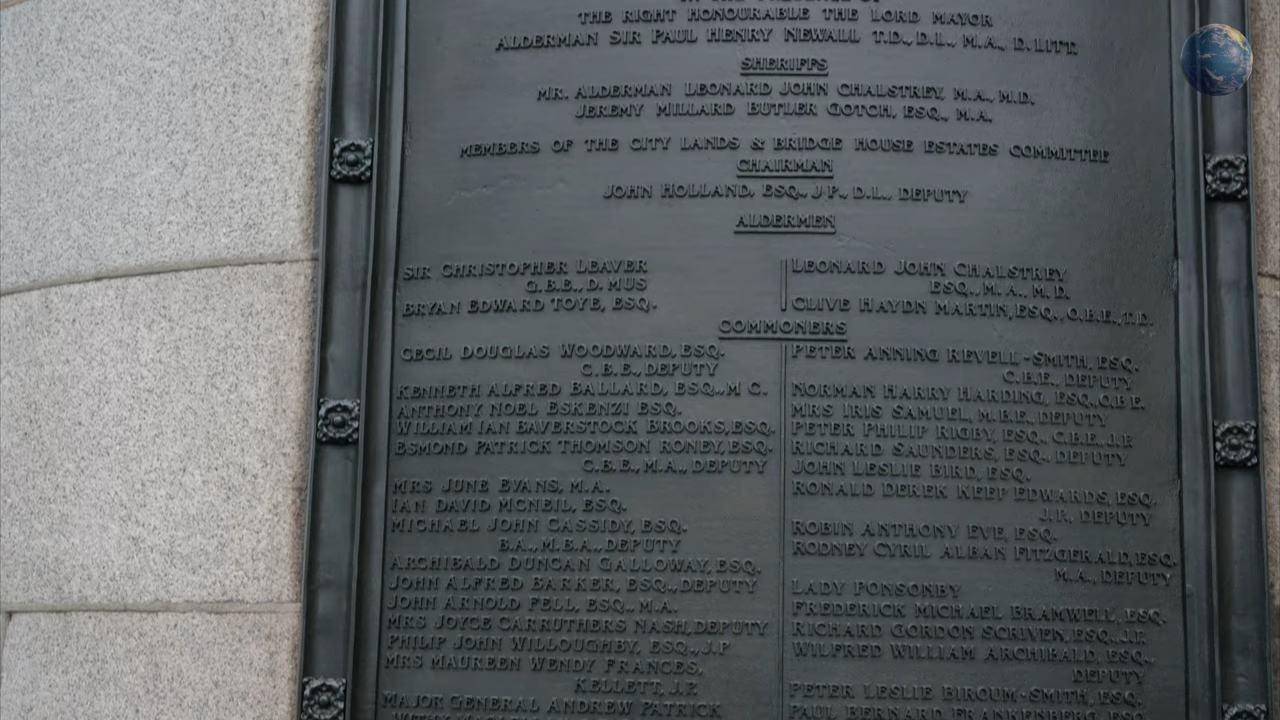 IN THE PRESENCE OF
THE RIGHT HONOURABLE THE LORD MAYOR
ALDERMAN SIR PAUL HENRY NEWALL T.D., D.L., M.A., D. LITT.
SHERIFFS
MR. ALDERMAN LEONARD JOHN CHALSTREY, M.A., M.D.
JEREMY MILLARD BUTLER GOTCH, ESQ., M.A.
MEMBERS OF THE CITY LANDS & BRIDGE HOUSE ESTATES COMMITTEE
CHAIRMAN
JOHN HOLLAND, ESQ., J.P., D.L., DEPUTY
ALDERMEN
SIR CHRISTOPHER LEAVER
G.B.E., D. MUS
BRYAN EDWARD TOYE, ESQ.
LEONARD JOHN CHALSTREY
ESQ., M.A., M.D.
CLIVE HAYDN MARTIN, ESQ., O.B.E., T.D.
COMMONERS
CECIL DOUGLAS WOODWARD, ESQ.
C.B.E., DEPUTY
KENNETH ALFRED BALLARD, ESQ., M C.
ANTHONY NOEL ESKENZI ESQ.
WILLIAM IAN BAVERSTOCK BROOKS, ESQ.
ESMOND PATRICK THOMSON RONEY, ESQ.
C.B.E., M.A., DEPUTY
MRS JUNE EVANS, M.A.
IAN DAVID MCNEIL, ESQ.
MICHAEL JOHN CASSIDY, ESQ.
B.A., M.B.A., DEPUTY
ARCHIBALD DUNCAN GALLOWAY, ESQ.
JOHN ALFRED BARKER, ESQ., DEPUTY
JOHN ARNOLD FELL, ESQ., M.A.
MRS JOYCE CARRUTHERS NASH, DEPUTY
PHILIP JOHN WILLOUGHBY, ESQ., J.P
MRS MAUREEN WENDY FRANCES,
KELLETT, J.P.
MAJOR GENERAL ANDREW PATRICK
PETER ANNING REVELL-SMITH, ESQ.
C.B.E., DEPUTY
NORMAN HARRY HARDING, ESQ., O.B E.
MRS IRIS SAMUEL, M.B.E., DEPUTY
PETER PHILIP RIGBY, ESQ., C.B.E., J.P.
RICHARD SAUNDERS, ESQ., DEPUTY
JOHN LESLIE BIRD, ESQ.
RONALD DEREK KEEP EDWARDS, ESQ.
J.P., DEPUTY
ROBIN ANTHONY EVE, ESQ.
RODNEY CYRIL ALBAN FITZGERALD, ESQ.
M.A., DEPUTY
LADY PONSONBY
FREDERICK MICHAEL BRAMWELL, ESQ.
RICHARD GORDON SCRIVEN, ESQ., J.P.
WILFRED WILLIAM ARCHIBALD, ESQ.,
DEPUTY
PETER LESLIE BIROUM-SMITH, ESQ.
PAUL BERNARD FRANKENBERG, ESQ.